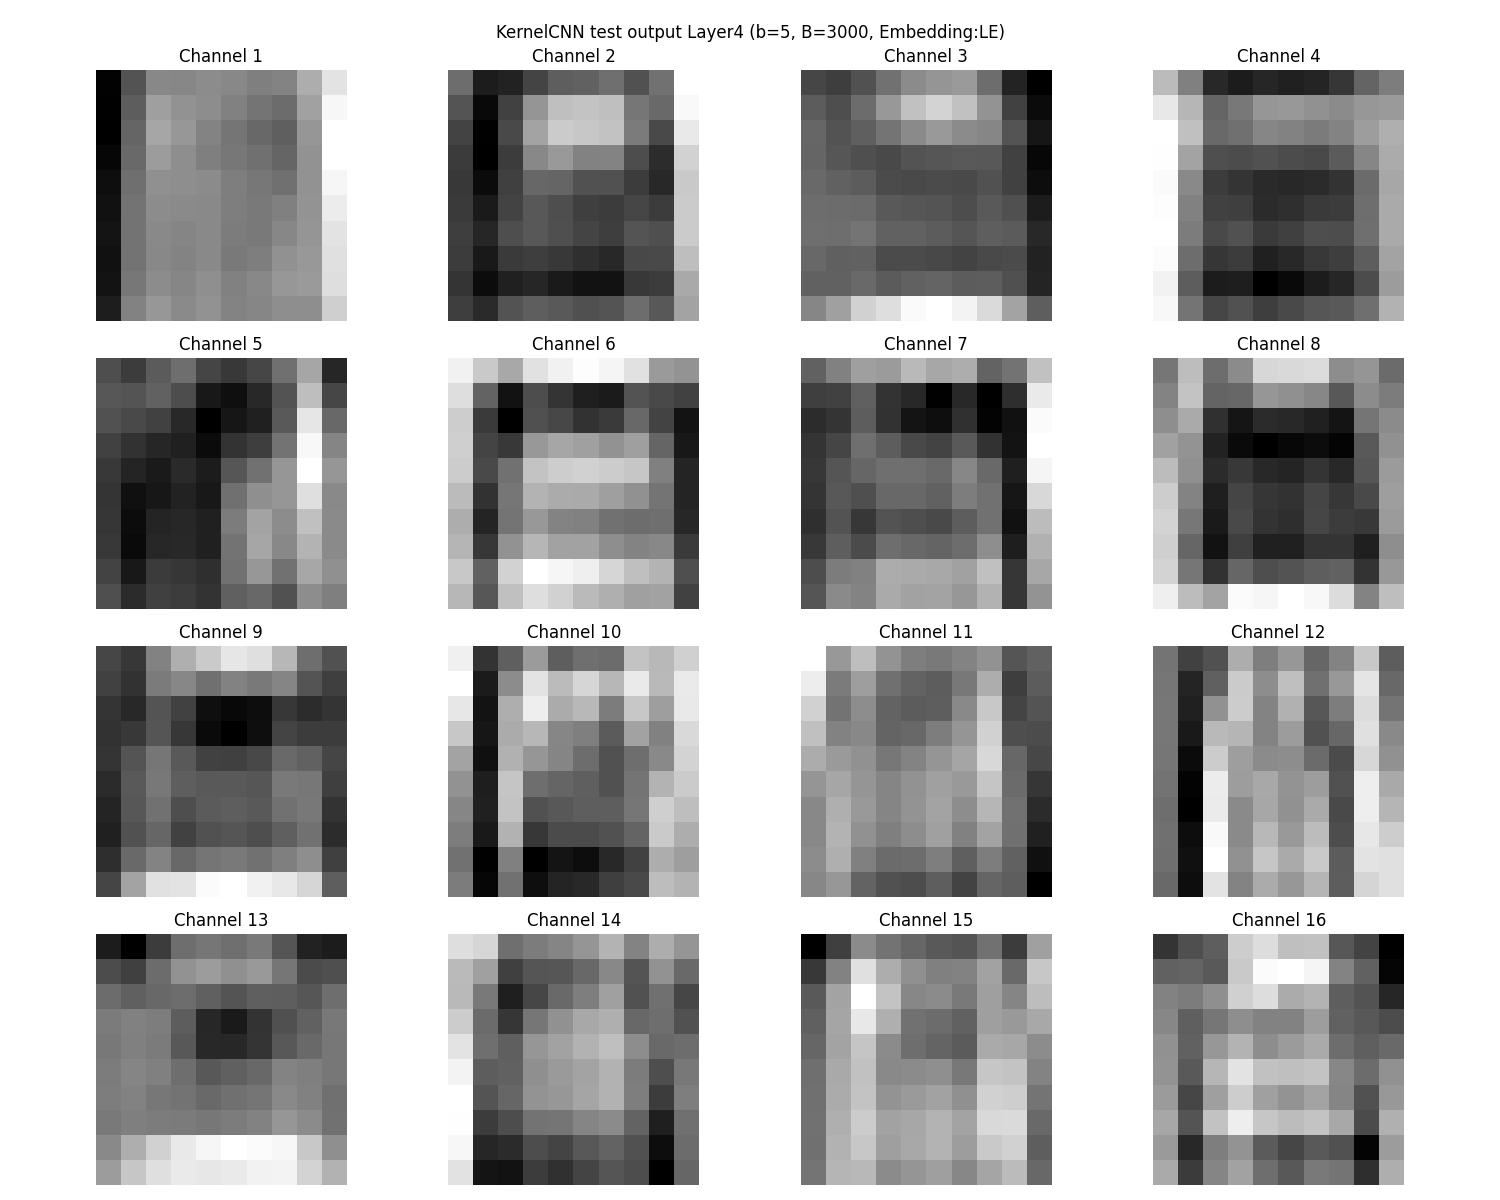 KernelCNN test output Layer4 (b=5, B=3000, Embedding:LE)
Channel 1
Channel 2
Channel 3
Channel 4
Channel 5
Channel 6
Channel 7
Channel 8
Channel 9
Channel 10
Channel 11
Channel 12
Channel 13
Channel 14
Channel 15
Channel 16